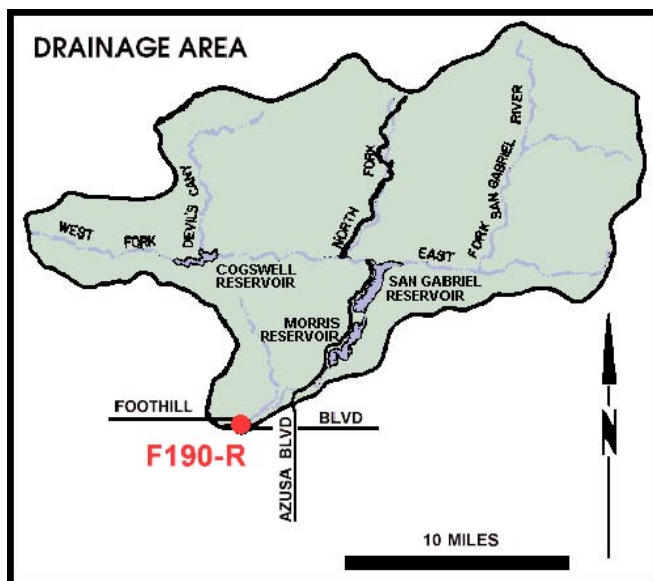 DRAINAGE AREA
WEST FORK
DEVIL'S CANY
COGSWELL
RESERVOIR
NORTH FORK
EAST FORK SAN GABRIEL RIVER
SAN GABRIEL
RESERVOIR
MORRIS
RESERVOIR
FOOTHILL BLVD
F190-R
AZUSA BLVD
N
10 MILES